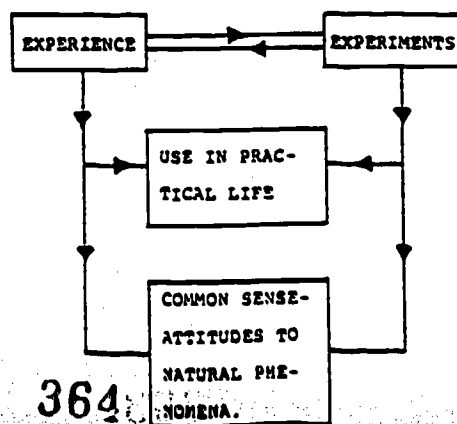 EXPERIENCE
EXPERIMENTS
USE IN PRAC-
TICAL LIFE
COMMON SENSE-
ATTITUDES TO
NATURAL PHE-
NOMENA.
364